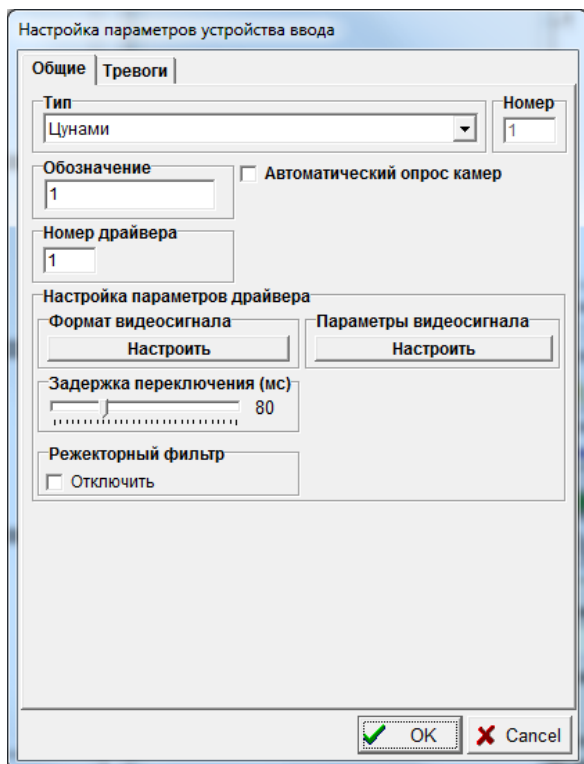 Настройка параметров устройства ввода
Общие Тревоги
Тип Номер
Цунами 1
Обозначение
1 Автоматический опрос камер
Номер драйвера
1
Настройка параметров драйвера
Формат видеосигнала Параметры видеосигнала
Настроить Настроить
Задержка переключения (мс)
80
Режекторный фильтр
Отключить
OK Cancel